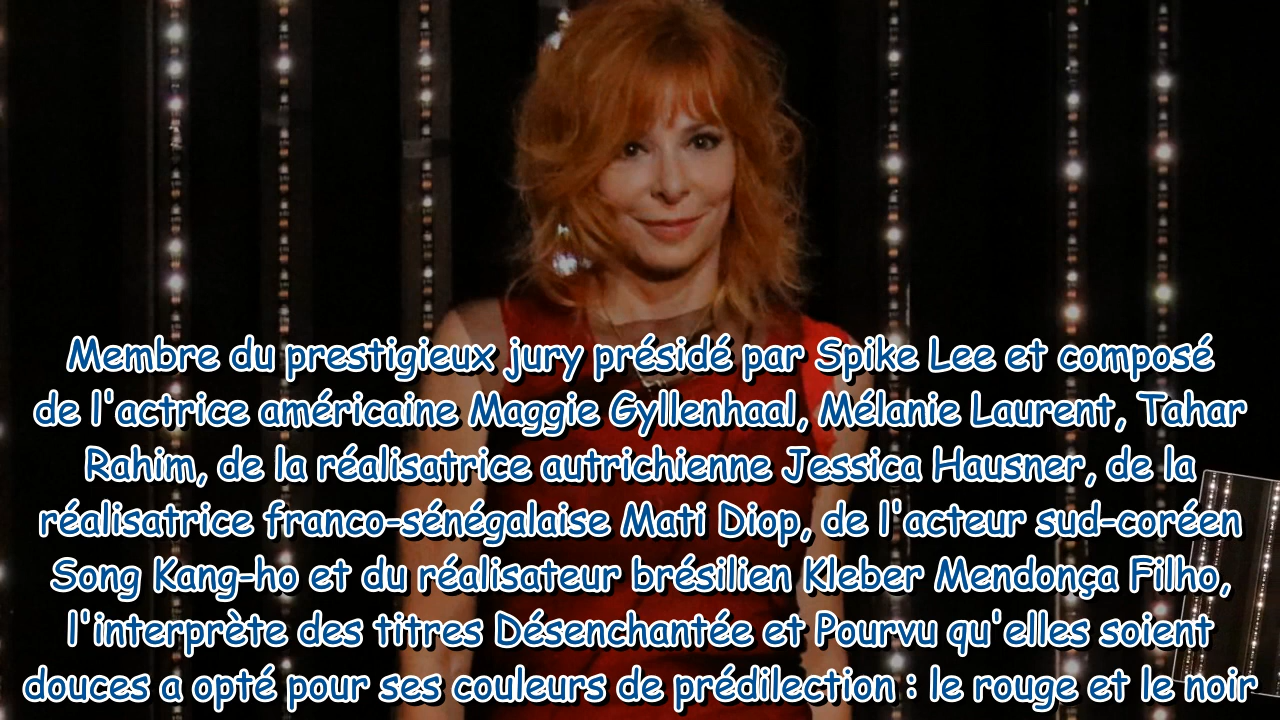 Membre du prestigieux jury présidé par Spike Lee et composé
de l'actrice américaine Maggie Gyllenhaal, Mélanie Laurent, Tahar
Rahim, de la réalisatrice autrichienne Jessica Hausner, de la
réalisatrice franco-sénégalaise Mati Diop, de l'acteur sud-coréen
Song Kang-ho et du réalisateur brésilien Kleber Mendonça Filho,
l'interprète des titres Désenchantée et Pourvu qu'elles soient
douces a opté pour ses couleurs de prédilection : le rouge et le noir